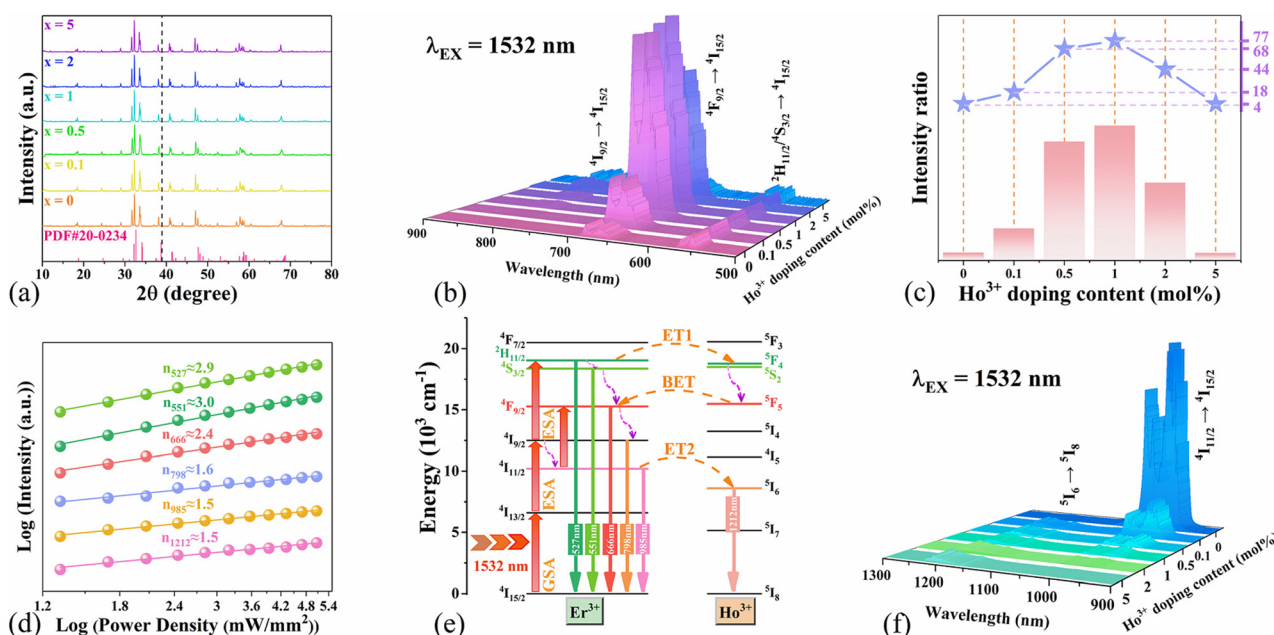 x = 5
x = 2
x = 1
x = 0.5
x = 0.1
x = 0
PDF#20-0234
Intensity (a.u.)
10 20 30 40 50 60 70 80
2θ (degree)
(a)
λEX = 1532 nm
⁴I9/2 → ⁴I15/2
⁴F9/2 → ⁴I15/2
²H11/2/⁴S3/2 → ⁴I15/2
900 800 700 600 500
Wavelength (nm)
0 0.1 0.5 1 2 5
Ho³⁺ doping content (mol%)
(b)
Intensity ratio
77
68
44
18
4
0 0.1 0.5 1 2 5
Ho³⁺ doping content (mol%)
(c)
Log (Intensity (a.u.))
n527≈2.9
n551≈3.0
n666≈2.4
n798≈1.6
n985≈1.5
n1212≈1.5
1.2 1.8 2.4 3 3.6 4.2 4.8 5.4
Log (Power Density (mW/mm²))
(d)
Energy (10³ cm⁻¹)
20
15
10
5
0
⁴F7/2
²H11/2
⁴S3/2
⁴F9/2
⁴I9/2
⁴I11/2
⁴I13/2
⁴I15/2
1532 nm
GSA
ESA
ESA
527nm
551nm
666nm
798nm
985nm
ET1
BET
ET2
1212nm
⁵F3
⁵F4
⁵S2
⁵F5
⁵I4
⁵I5
⁵I6
⁵I7
⁵I8
Er³⁺
Ho³⁺
(e)
λEX = 1532 nm
⁵I6 → ⁵I8
⁴I11/2 → ⁴I15/2
1300 1200 1100 1000 900
Wavelength (nm)
5 2 1 0.5 0.1 0
Ho³⁺ doping content (mol%)
(f)